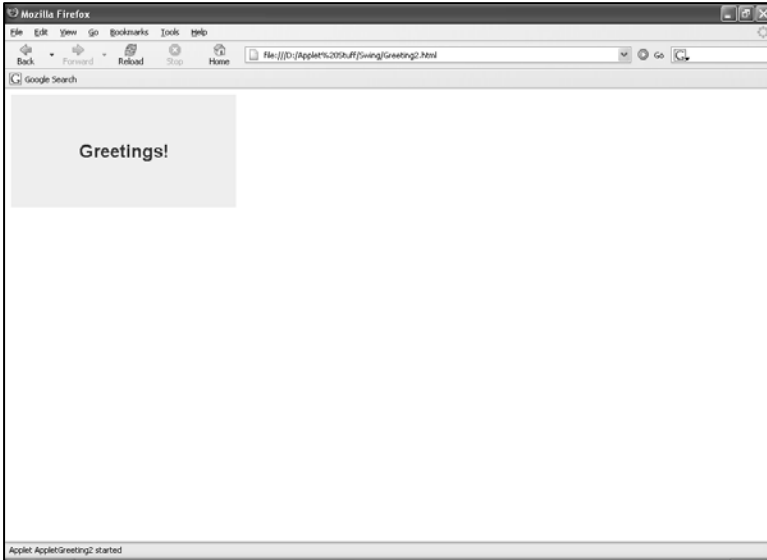 Mozilla Firefox
File Edit View Go Bookmarks Tools Help
Back Forward Reload Stop Home file:///D:/Applet%20Stuff/Swing/Greeting2.html Go G
G Google Search
Greetings!
Applet AppletGreeting2 started